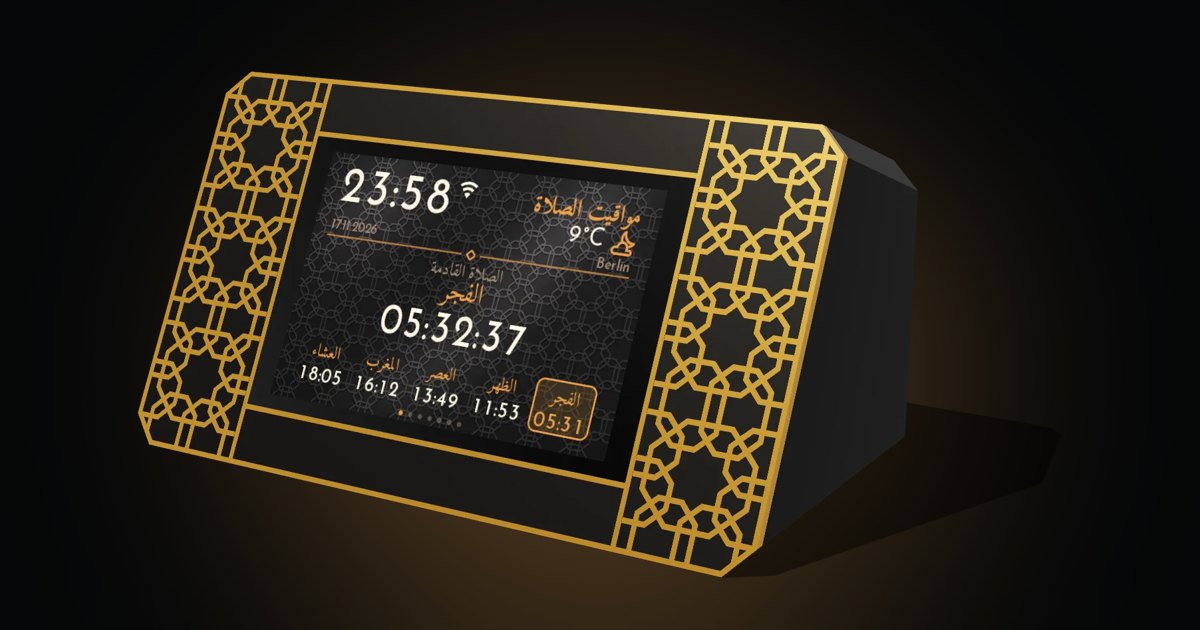 23:58
مواقيت الصلاة
9°C
17.11.2026
Berlin
الصلاة القادمة
الفجر
05:32:37
الفجر الظهر العصر المغرب العشاء
05:31 11:53 13:49 16:12 18:05